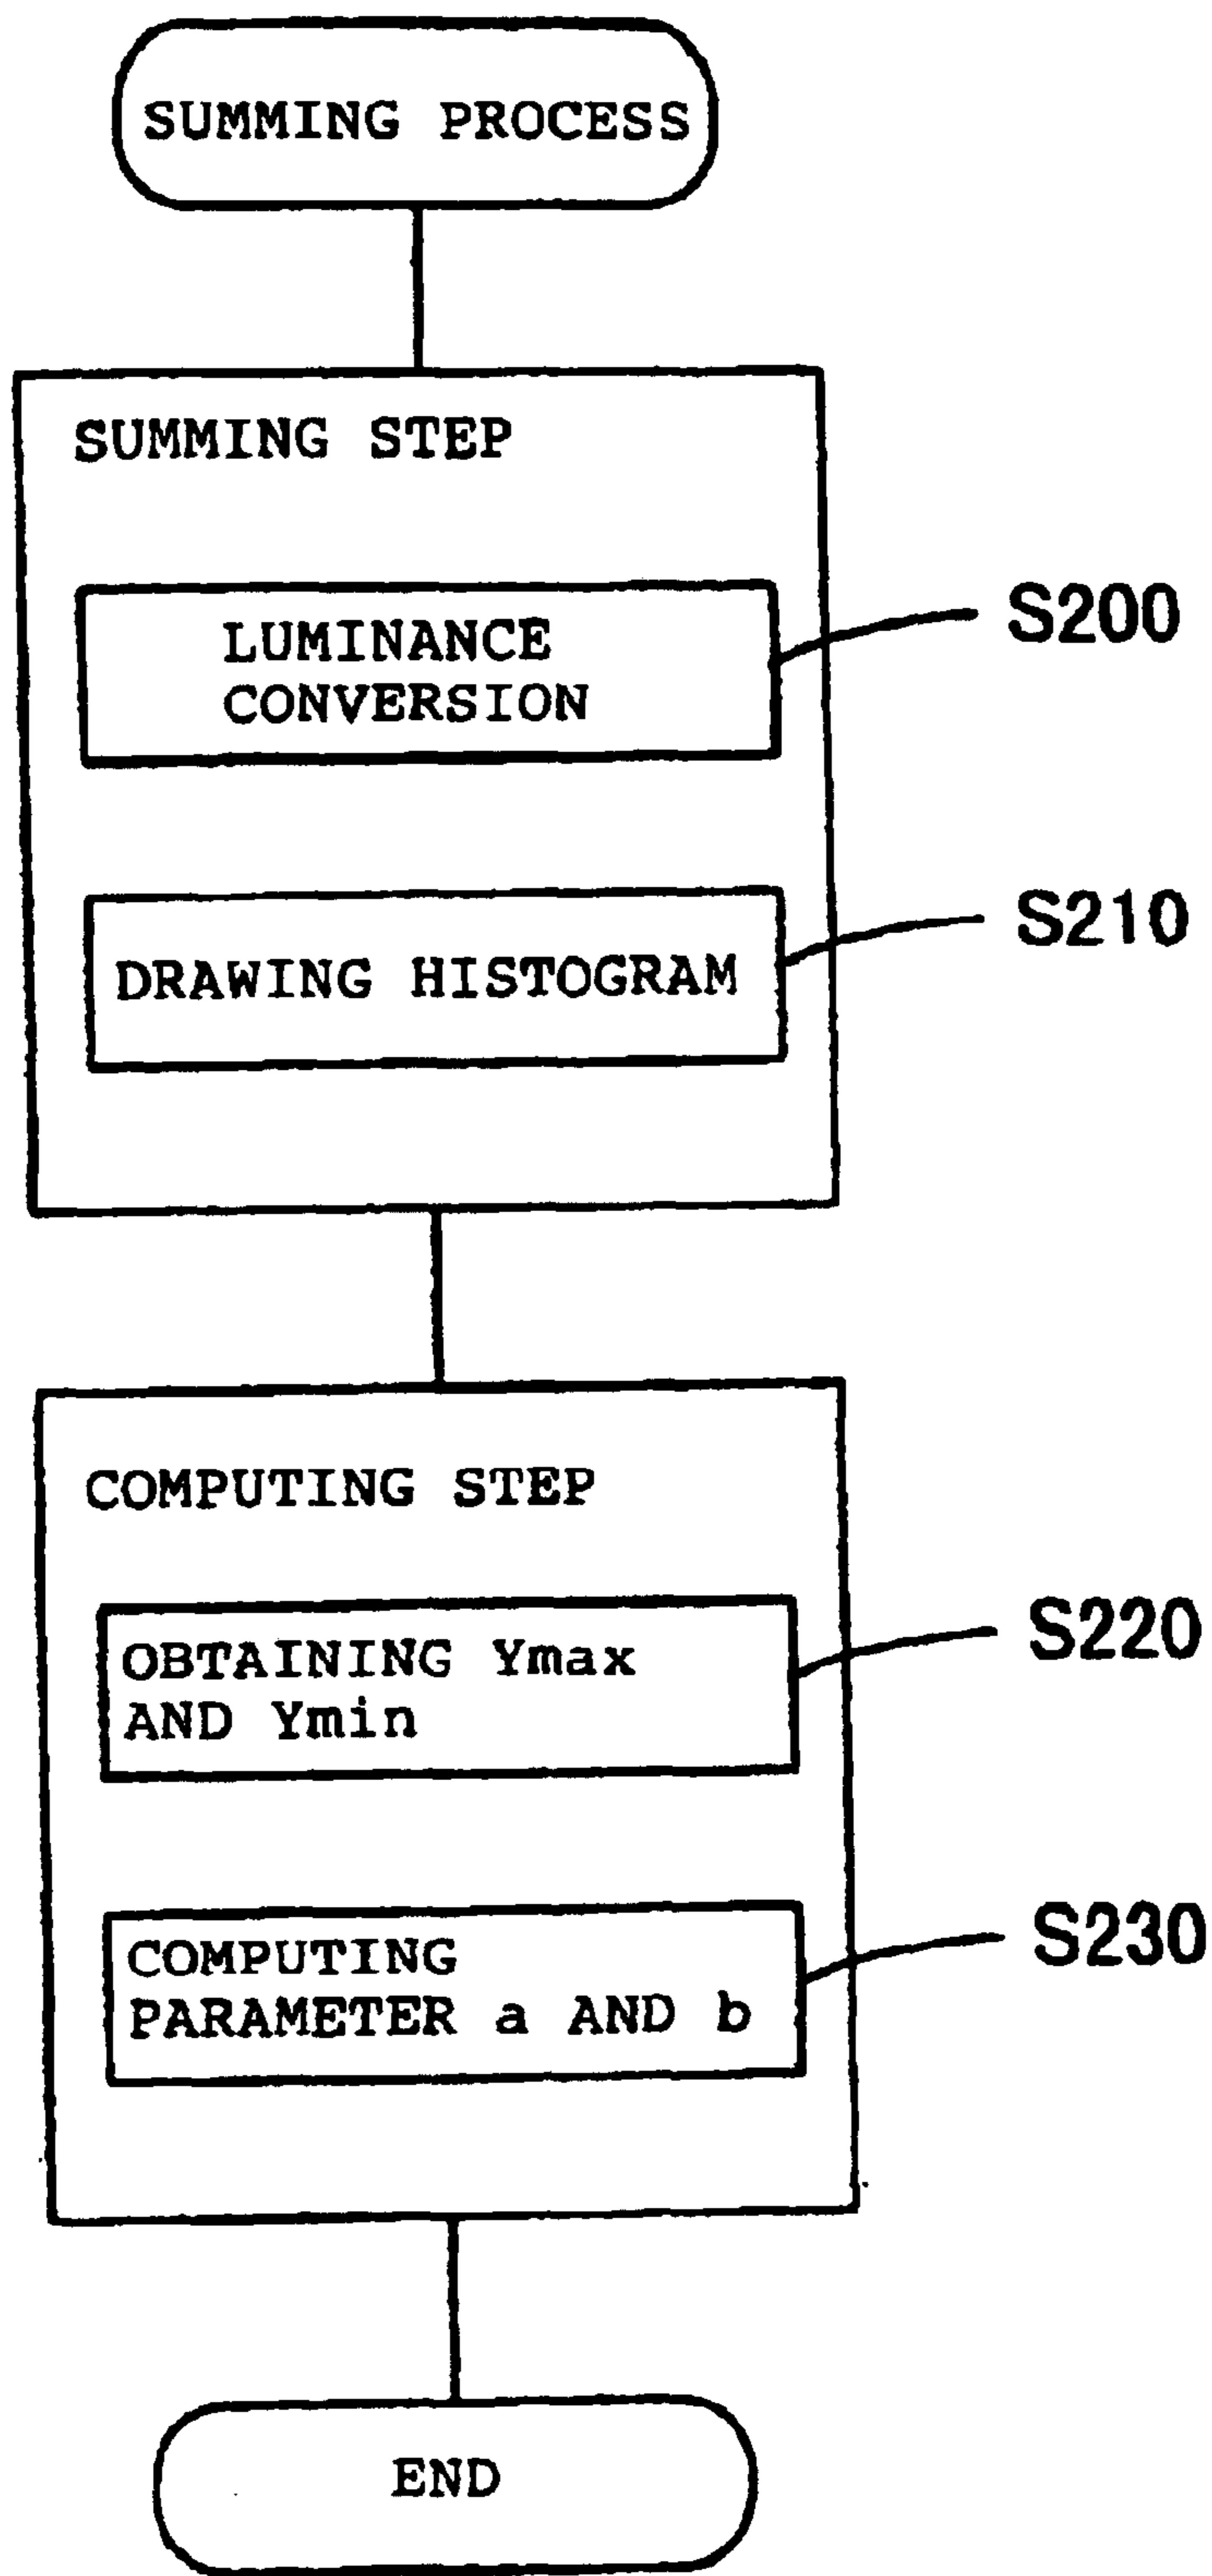 SUMMING PROCESS
SUMMING STEP
LUMINANCE
CONVERSION
S200
DRAWING HISTOGRAM
S210
COMPUTING STEP
OBTAINING Ymax
AND Ymin
S220
COMPUTING
PARAMETER a AND b
S230
END